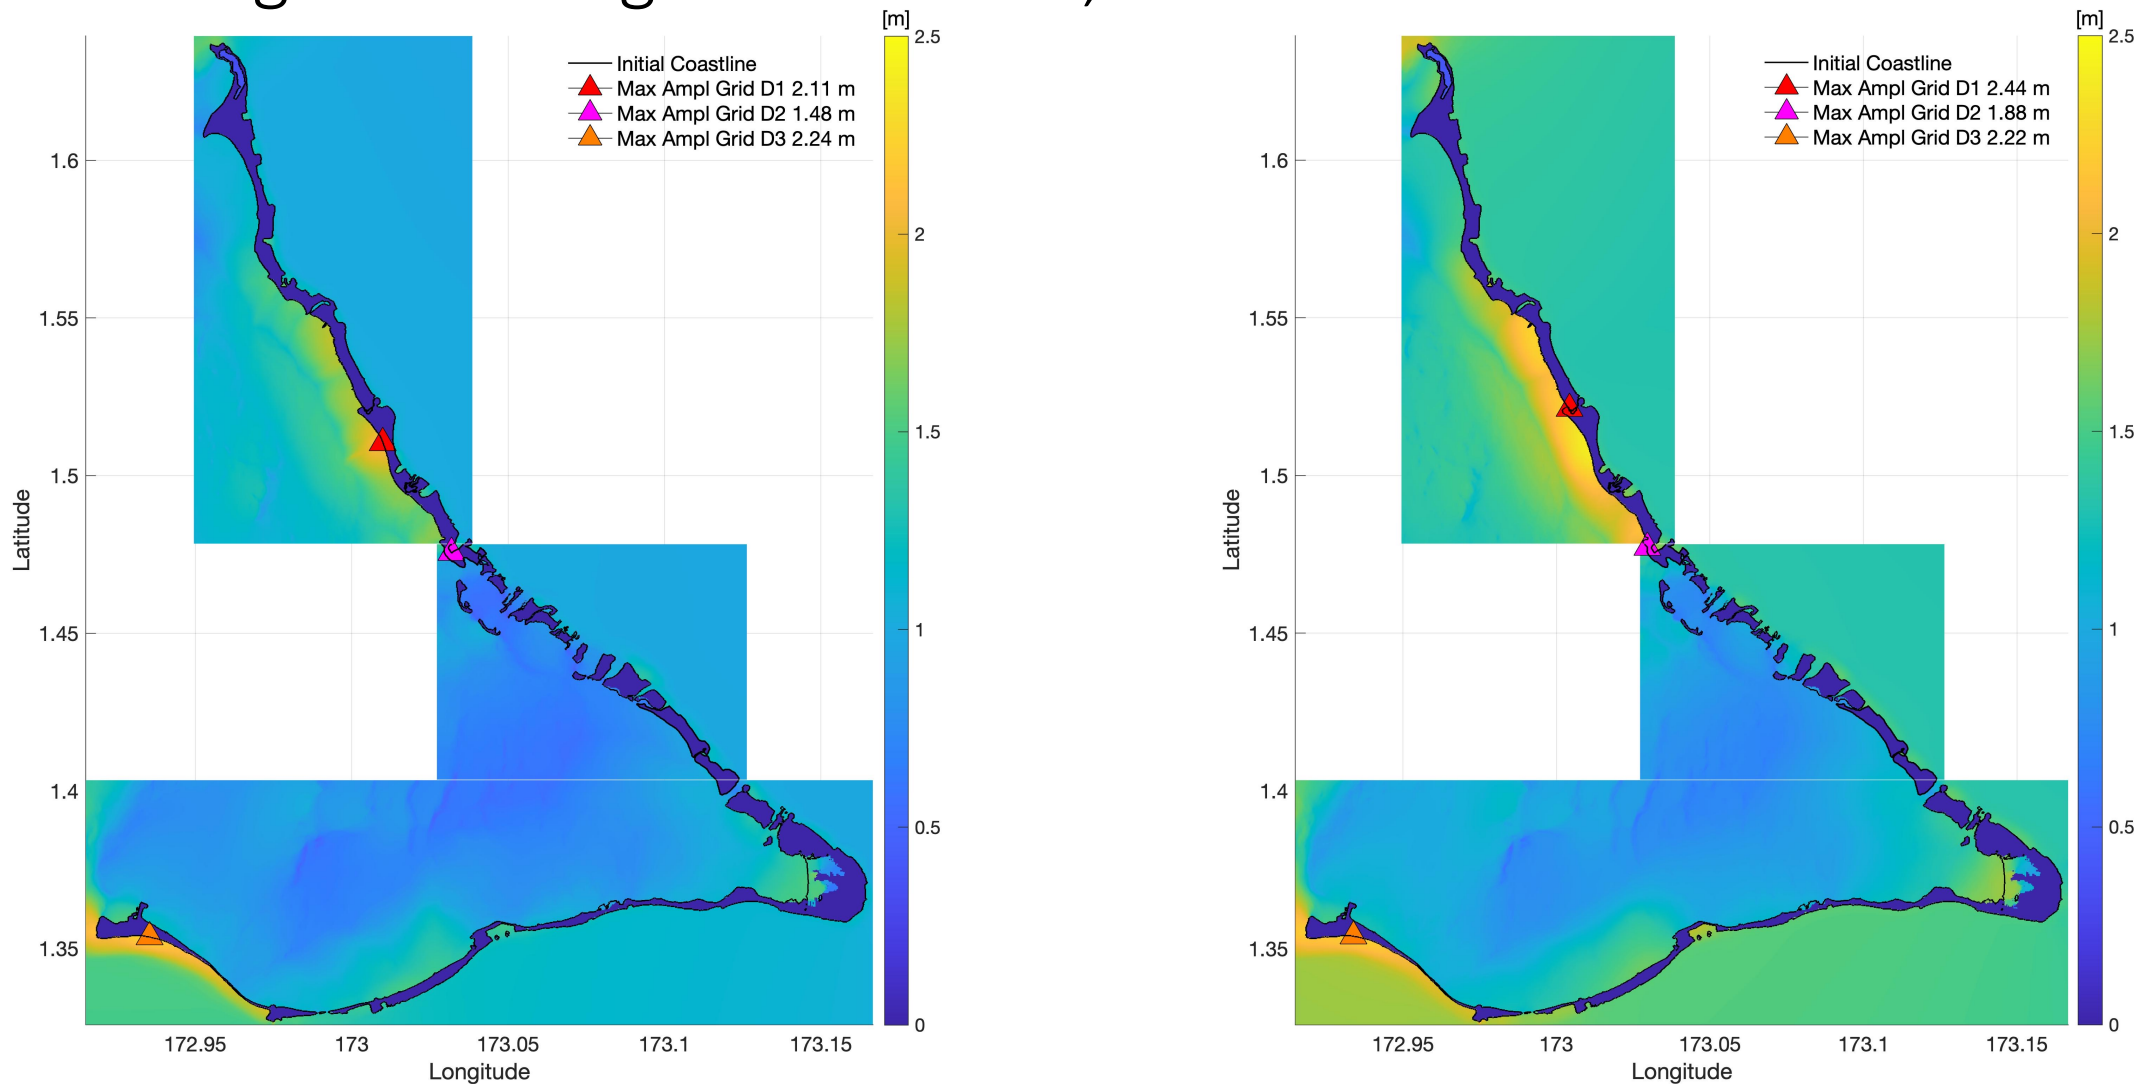 [m]
Initial Coastline
Max Ampl Grid D1 2.11 m
Max Ampl Grid D2 1.48 m
Max Ampl Grid D3 2.24 m
2.5
2
1.5
1
0.5
0
1.6
1.55
1.5
1.45
1.4
1.35
Latitude
172.95 173 173.05 173.1 173.15
Longitude
[m]
Initial Coastline
Max Ampl Grid D1 2.44 m
Max Ampl Grid D2 1.88 m
Max Ampl Grid D3 2.22 m
2.5
2
1.5
1
0.5
0
1.6
1.55
1.5
1.45
1.4
1.35
Latitude
172.95 173 173.05 173.1 173.15
Longitude